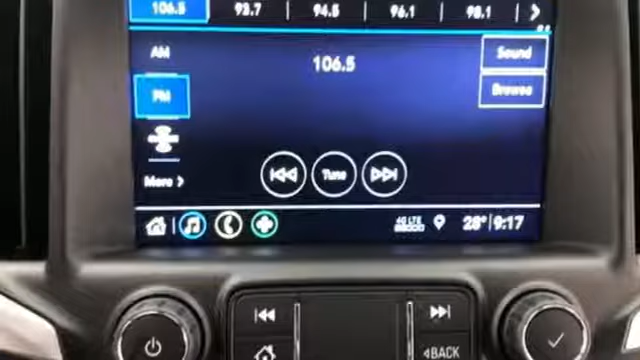 106.5 93.7 94.5 96.1 98.1
AM
106.5
Sound
FM
Browse
Tune
More
4G LTE
28° 9:17
BACK